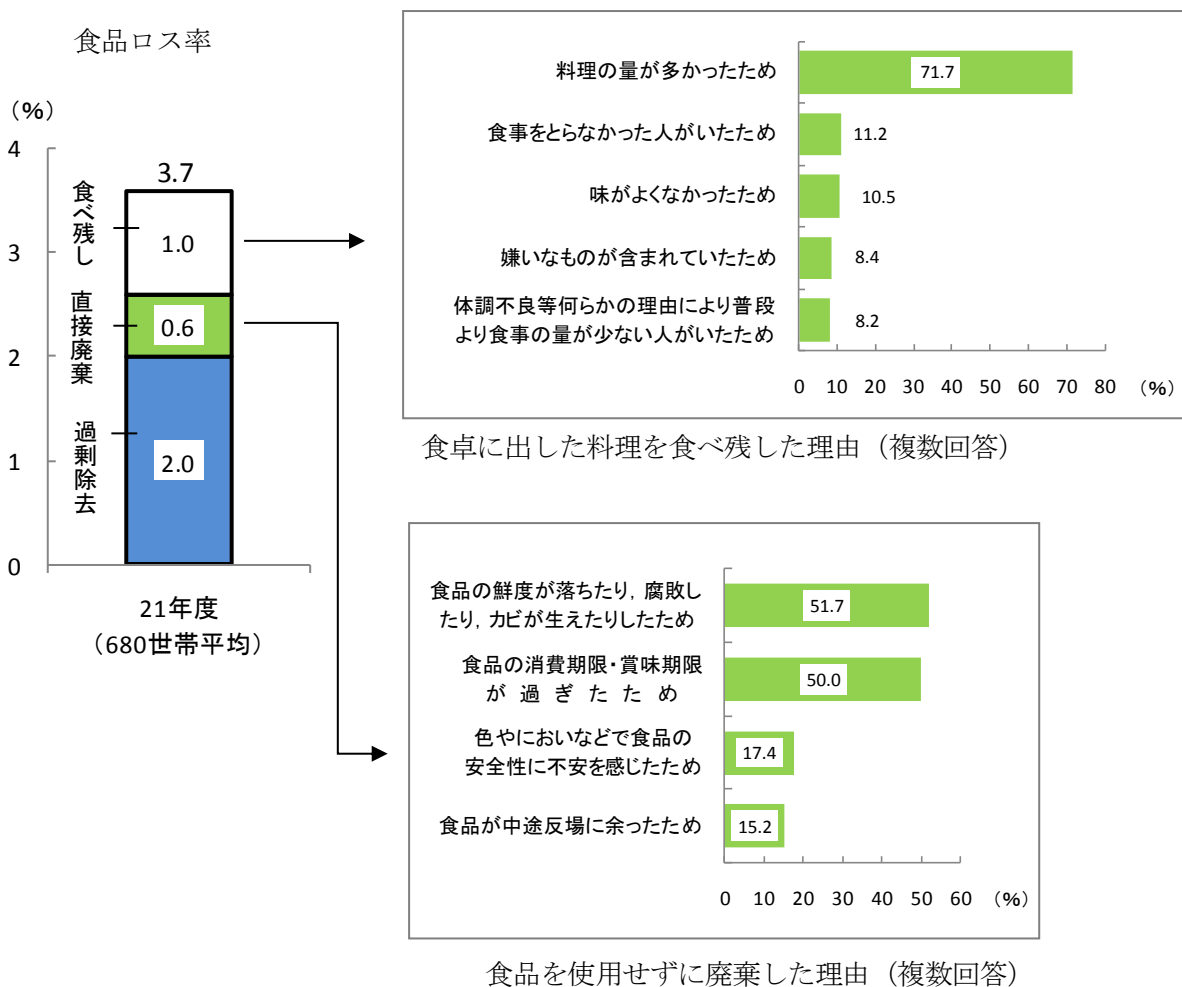 食品ロス率
（%）
4
3
2
1
0
3.7
食べ残し
1.0
直接廃棄
0.6
過剰除去
2.0
21年度
（680世帯平均）
料理の量が多かったため
71.7
食事をとらなかった人がいたため
11.2
味がよくなかったため
10.5
嫌いなものが含まれていたため
8.4
体調不良等何らかの理由により普段
より食事の量が少ない人がいたため
8.2
0 10 20 30 40 50 60 70 80 （%）
食卓に出した料理を食べ残した理由（複数回答）
食品の鮮度が落ちたり，腐敗し
たり，カビが生えたりしたため
51.7
食品の消費期限・賞味期限
が過ぎたため
50.0
色やにおいなどで食品の
安全性に不安を感じたため
17.4
食品が中途反場に余ったため
15.2
0 10 20 30 40 50 60 （%）
食品を使用せずに廃棄した理由（複数回答）